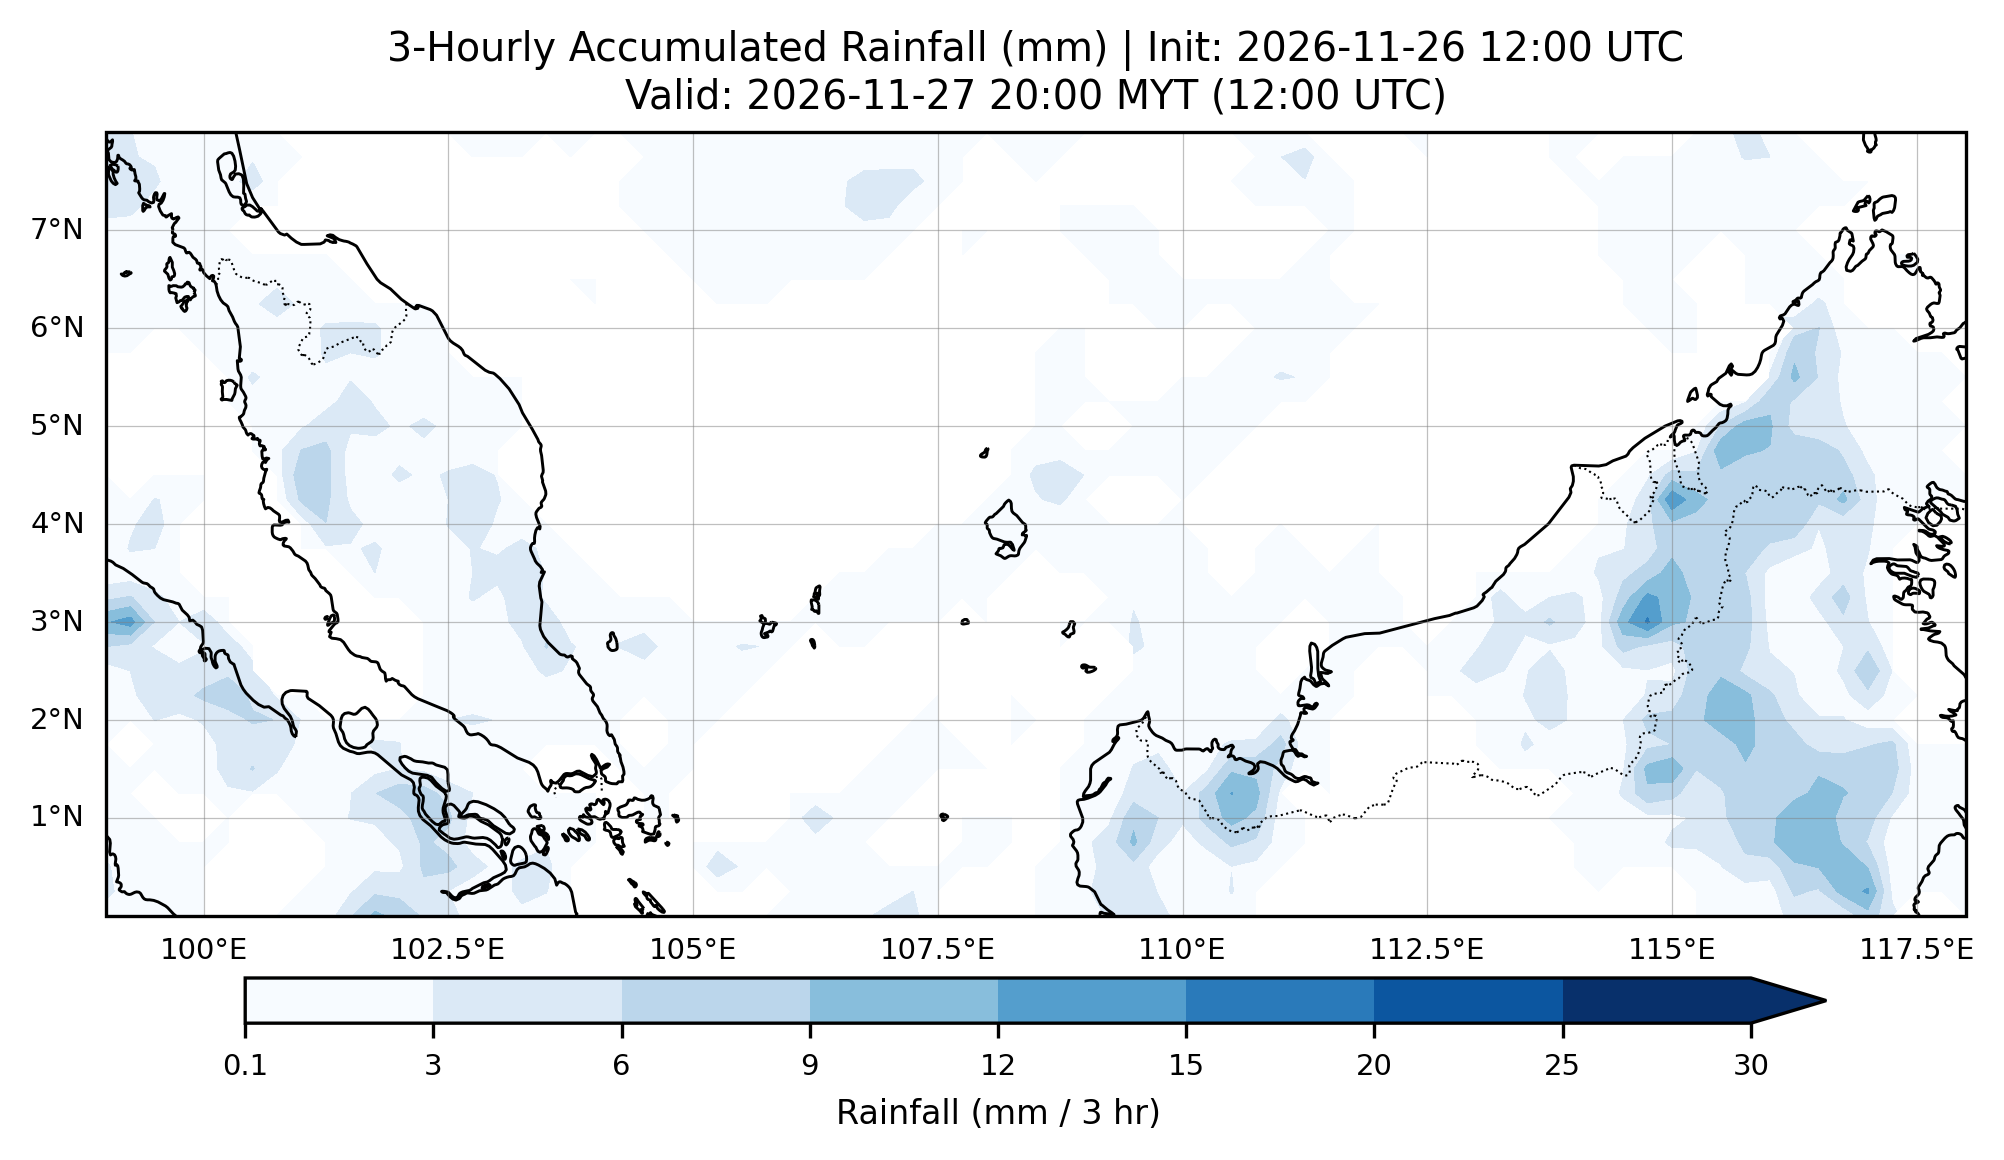 3-Hourly Accumulated Rainfall (mm) | Init: 2026-11-26 12:00 UTC
Valid: 2026-11-27 20:00 MYT (12:00 UTC)
7°N
6°N
5°N
4°N
3°N
2°N
1°N
100°E 102.5°E 105°E 107.5°E 110°E 112.5°E 115°E 117.5°E
0.1 3 6 9 12 15 20 25 30
Rainfall (mm / 3 hr)